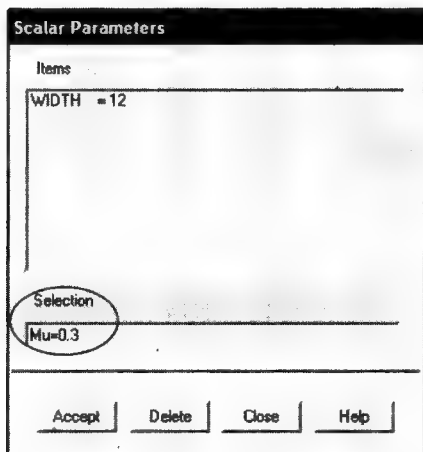 Scalar Parameters
Items
WIDTH = 12
Selection
Mu=0.3
Accept Delete Close Help